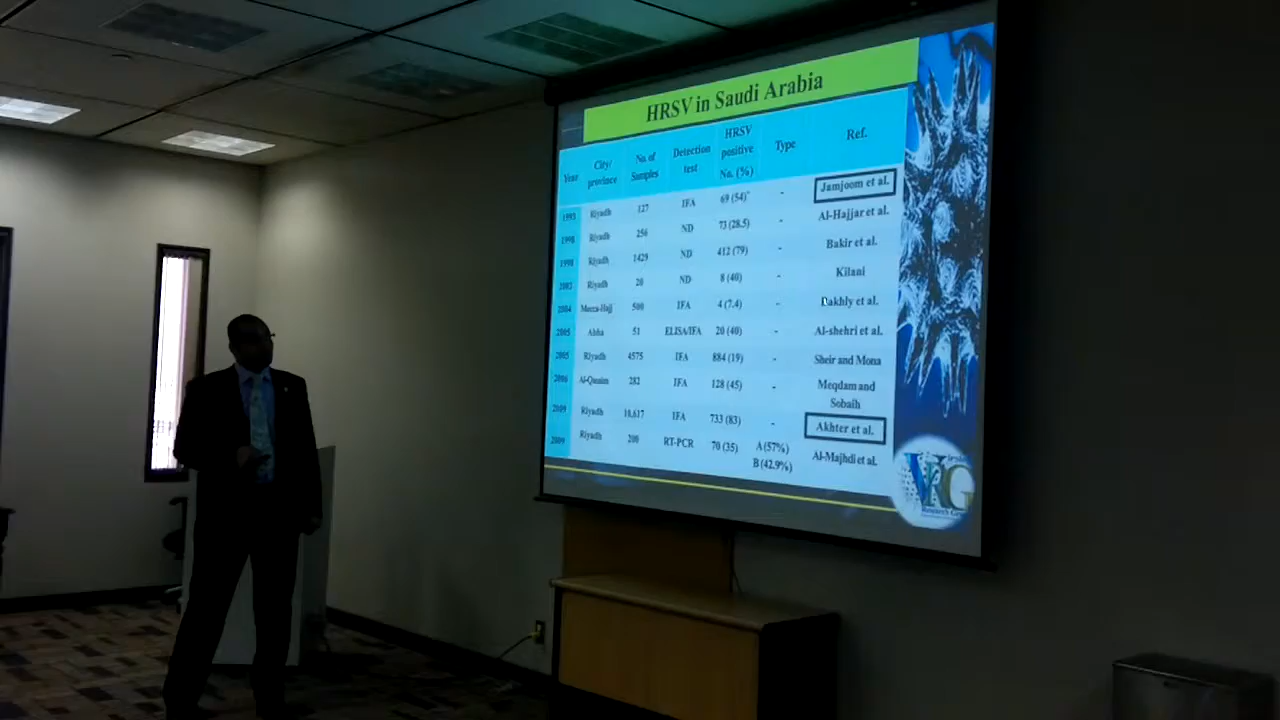 HRSV in Saudi Arabia
Year City/ province No. of Samples Detection test HRSV positive No. (%) Type Ref.
1993 Riyadh 127 IFA 69 (54)* - Jamjoom et al.
1998 Riyadh 256 ND 73 (28.5) - Al-Hajjar et al.
1998 Riyadh 1429 ND 412 (79) - Bakir et al.
Riyadh 20 ND 8 (40) - Kilani
2004 Mecca-Hajj 500 IFA 4 (7.4) - Rakhly et al.
2005 Abha 51 ELISA/IFA 20 (40) - Al-shehri et al.
2005 Riyadh 4575 IFA 884 (19) - Sheir and Mona
2006 Al-Quaim 282 IFA 128 (45) - Meqdam and Sobaih
2009 Riyadh 10,617 IFA 733 (83) - Akhter et al.
2009 Riyadh 200 RT-PCR 70 (35) A (57%) B (42.9%) Al-Majhdi et al.
VRG